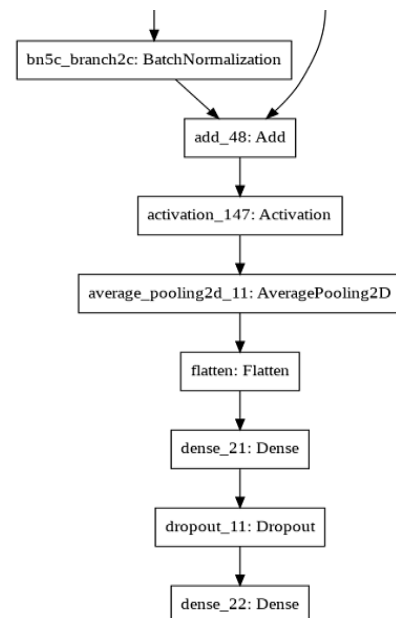 bn5c_branch2c: BatchNormalization
add_48: Add
activation_147: Activation
average_pooling2d_11: AveragePooling2D
flatten: Flatten
dense_21: Dense
dropout_11: Dropout
dense_22: Dense